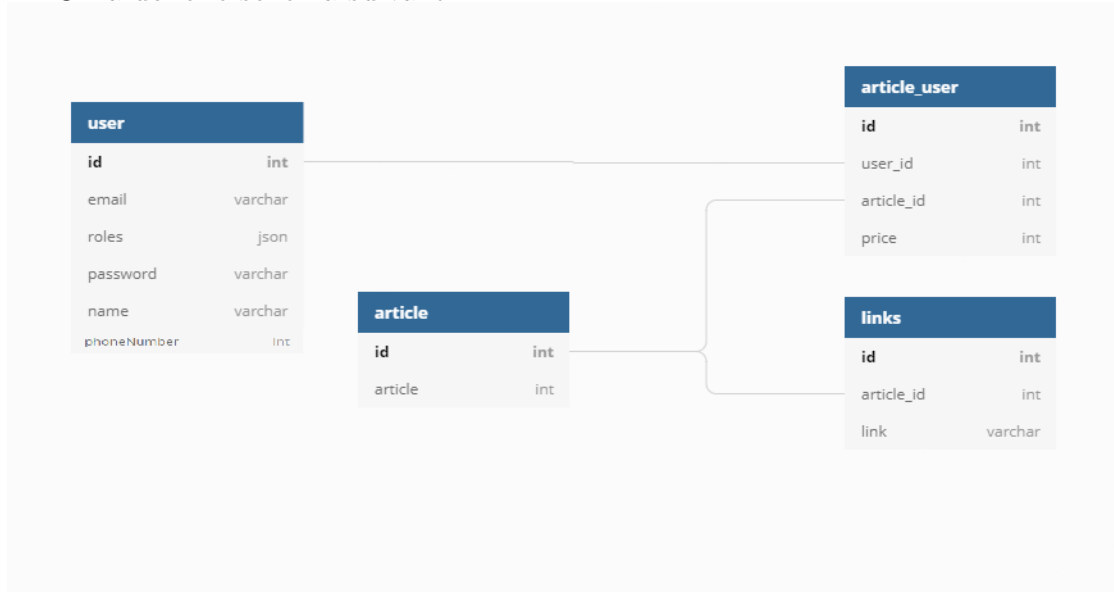 user
id int
email varchar
roles json
password varchar
name varchar
phoneNumber int
article
id int
article int
article_user
id int
user_id int
article_id int
price int
links
id int
article_id int
link varchar